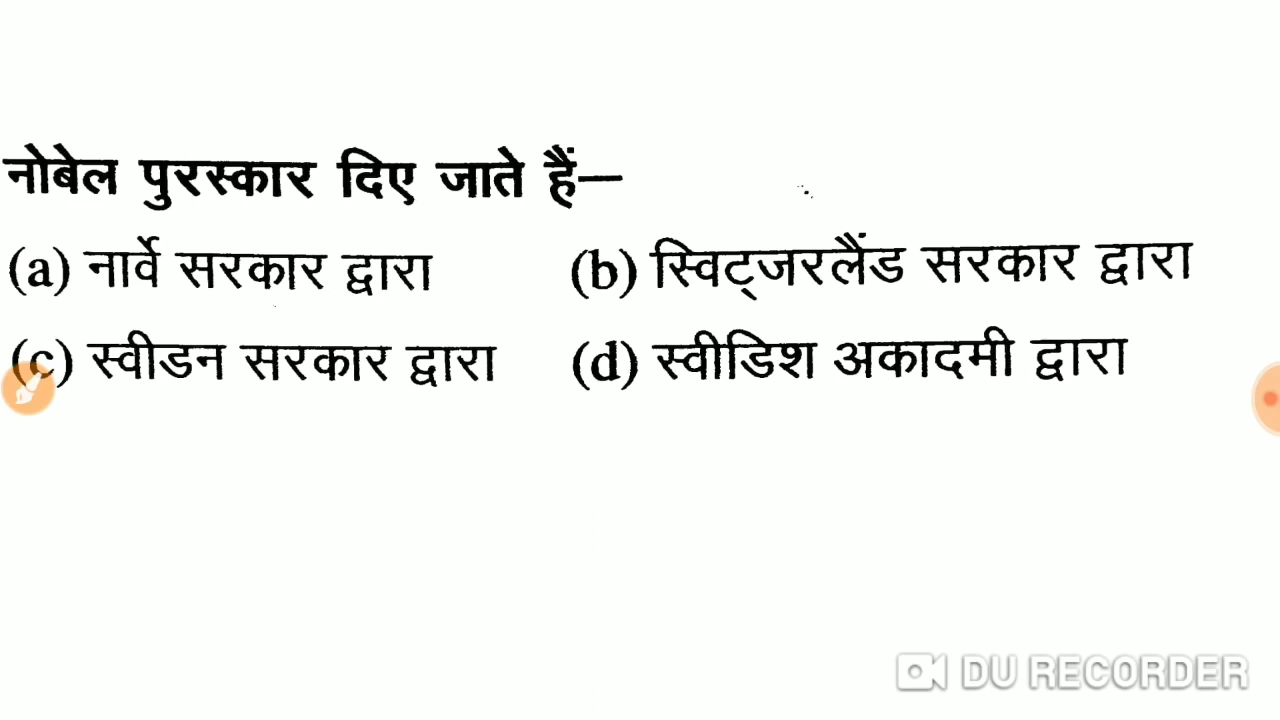 नोबेल पुरस्कार दिए जाते हैं—
(a) नार्वे सरकार द्वारा (b) स्विट्जरलैंड सरकार द्वारा
(c) स्वीडन सरकार द्वारा (d) स्वीडिश अकादमी द्वारा
DU RECORDER